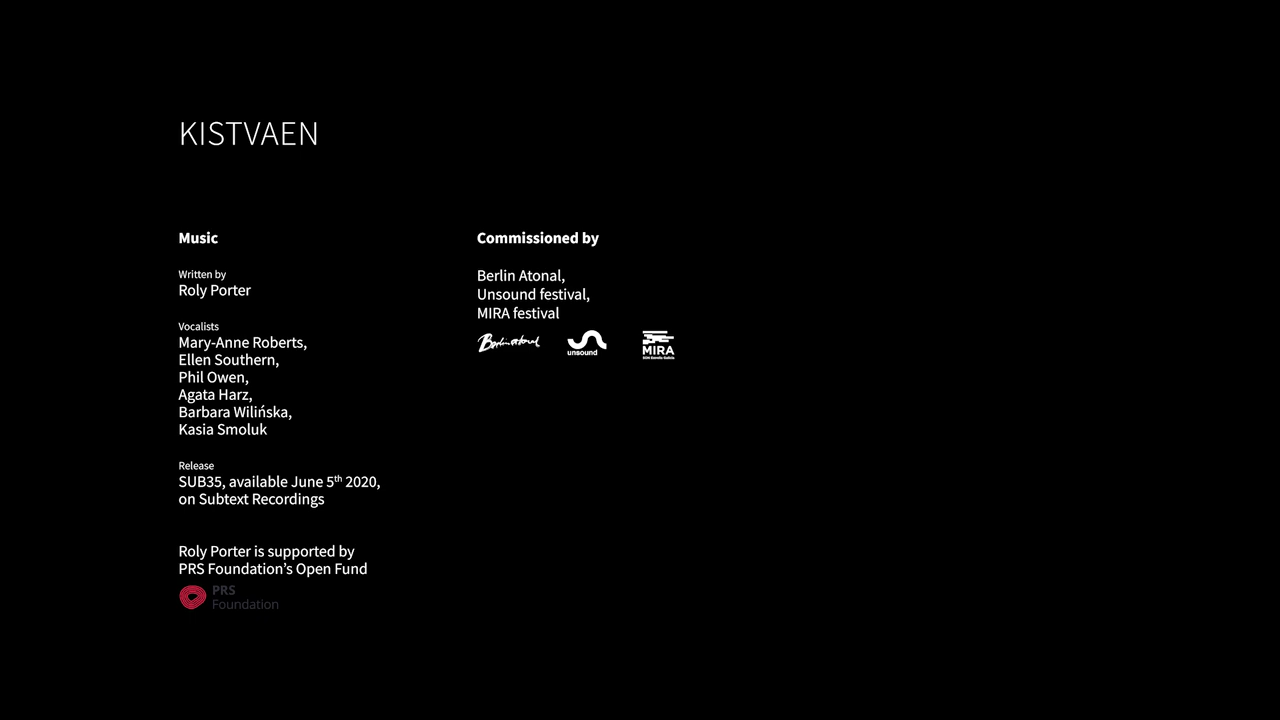 KISTVAEN
Music
Written by
Roly Porter
Vocalists
Mary-Anne Roberts,
Ellen Southern,
Phil Owen,
Agata Harz,
Barbara Wilińska,
Kasia Smoluk
Release
SUB35, available June 5th 2020,
on Subtext Recordings
Roly Porter is supported by
PRS Foundation’s Open Fund
PRS
Foundation
Commissioned by
Berlin Atonal,
Unsound festival,
MIRA festival
Berlin atonal
unsound
MIRA